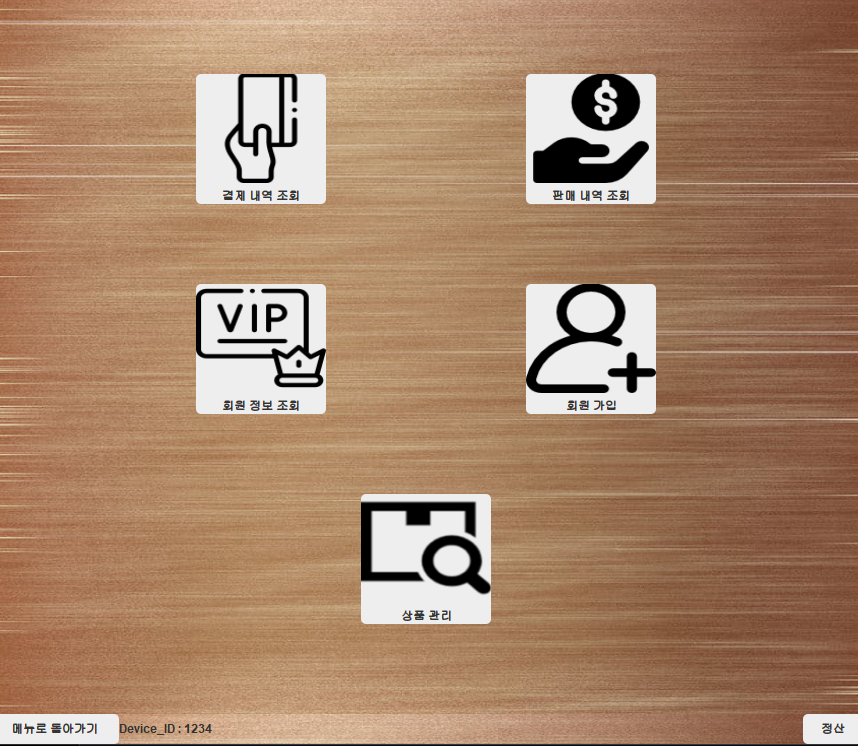 $
결제 내역 조회
판매 내역 조회
VIP
회원 정보 조회
회원 가입
상품 관리
메뉴로 돌아가기
Device_ID : 1234
정산